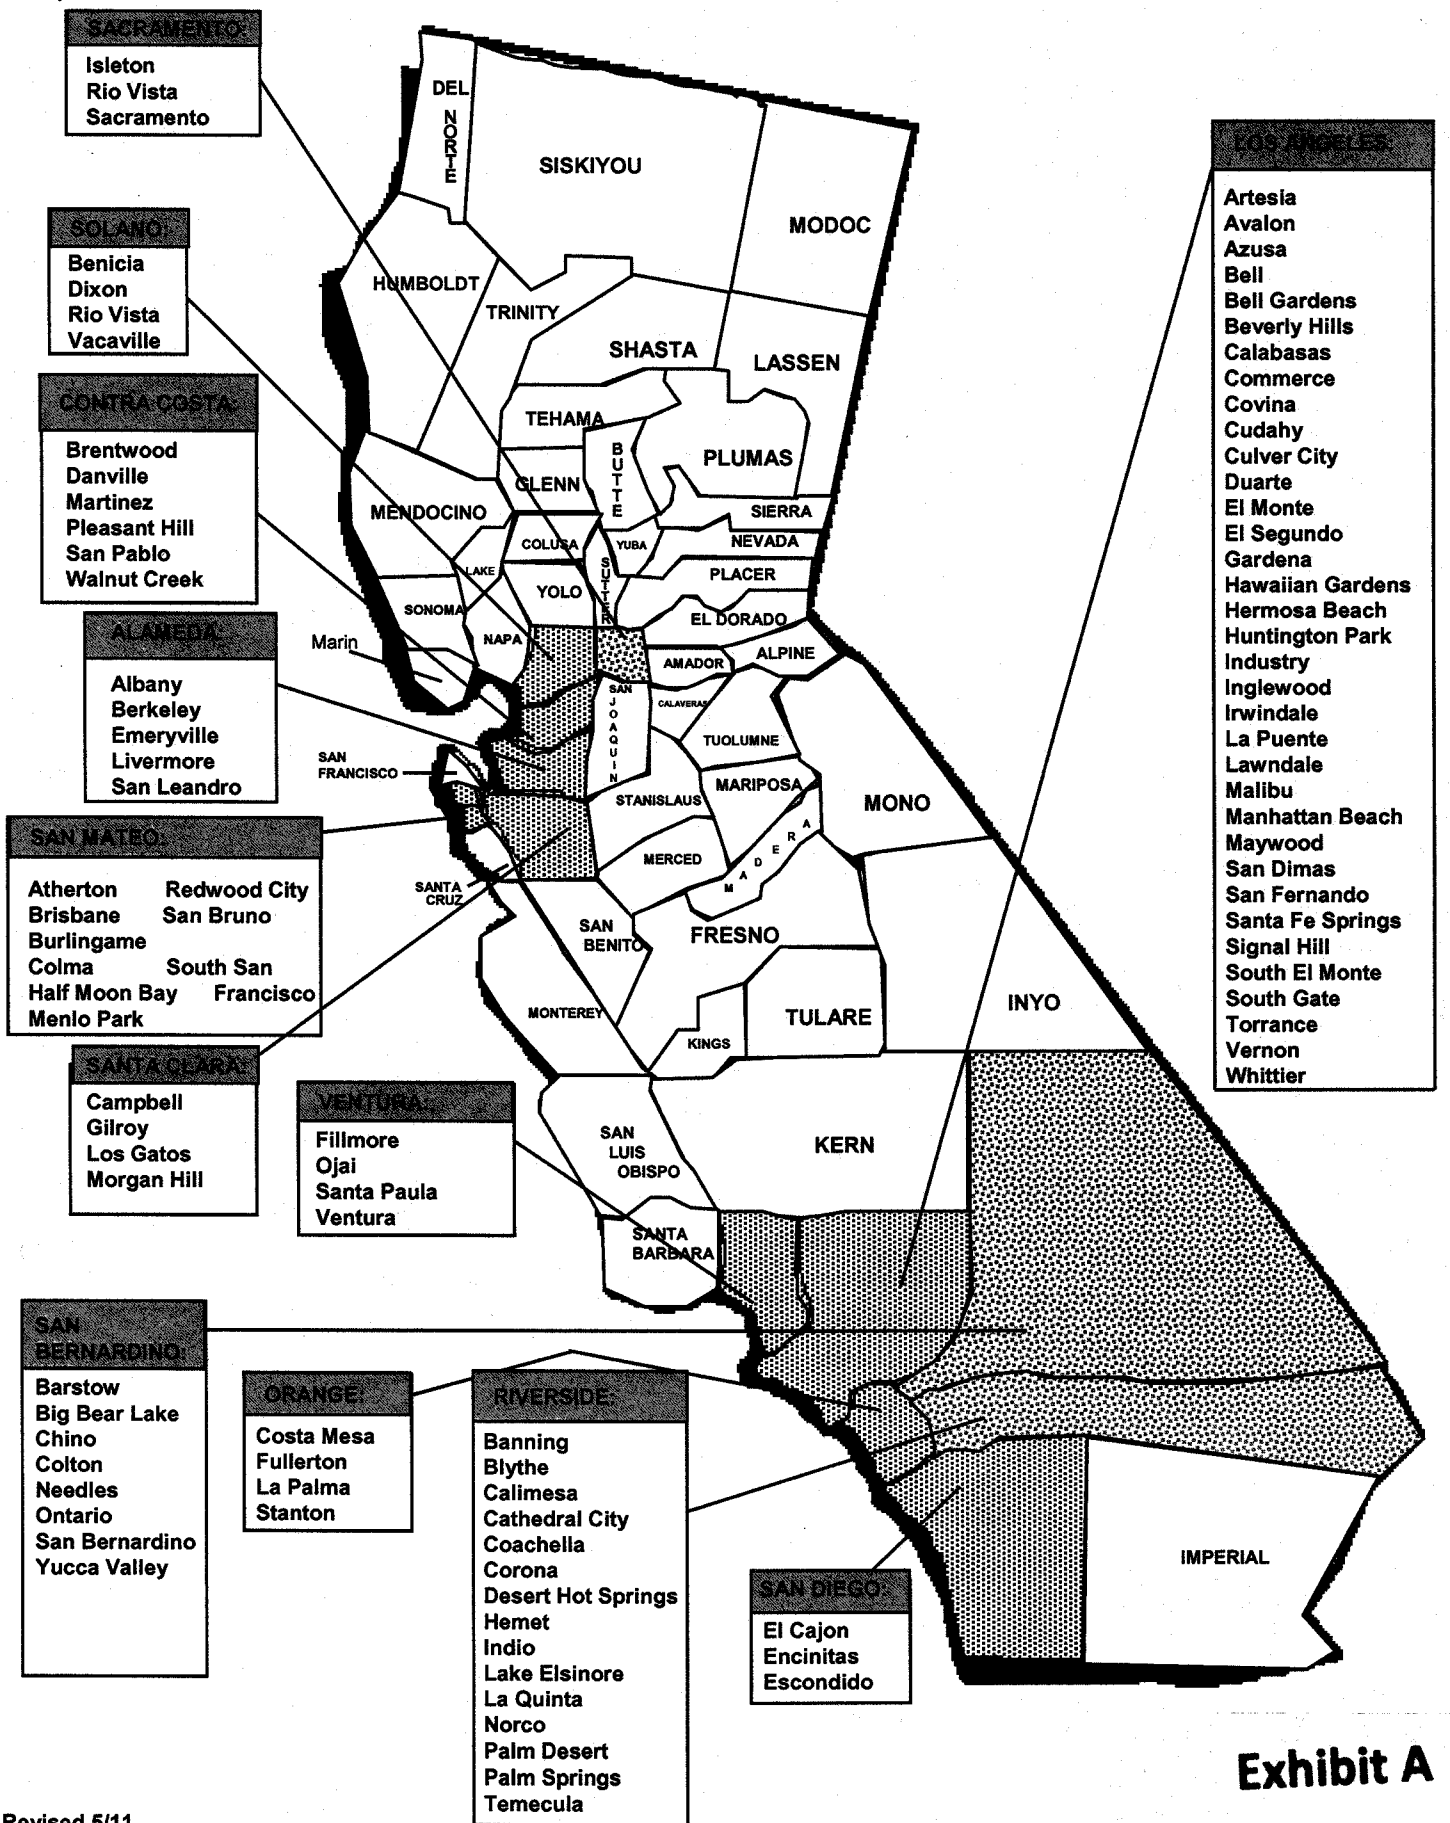 SACRAMENTO:
Isleton
Rio Vista
Sacramento
SOLANO:
Benicia
Dixon
Rio Vista
Vacaville
CONTRA COSTA:
Brentwood
Danville
Martinez
Pleasant Hill
San Pablo
Walnut Creek
ALAMEDA:
Albany
Berkeley
Emeryville
Livermore
San Leandro
SAN MATEO:
Atherton Redwood City
Brisbane San Bruno
Burlingame
Colma South San
Half Moon Bay Francisco
Menlo Park
SANTA CLARA:
Campbell
Gilroy
Los Gatos
Morgan Hill
VENTURA:
Fillmore
Ojai
Santa Paula
Ventura
SAN
BERNARDINO:
Barstow
Big Bear Lake
Chino
Colton
Needles
Ontario
San Bernardino
Yucca Valley
ORANGE:
Costa Mesa
Fullerton
La Palma
Stanton
RIVERSIDE:
Banning
Blythe
Calimesa
Cathedral City
Coachella
Corona
Desert Hot Springs
Hemet
Indio
Lake Elsinore
La Quinta
Norco
Palm Desert
Palm Springs
Temecula
SAN DIEGO:
El Cajon
Encinitas
Escondido
LOS ANGELES:
Artesia
Avalon
Azusa
Bell
Bell Gardens
Beverly Hills
Calabasas
Commerce
Covina
Cudahy
Culver City
Duarte
El Monte
El Segundo
Gardena
Hawaiian Gardens
Hermosa Beach
Huntington Park
Industry
Inglewood
Irwindale
La Puente
Lawndale
Malibu
Manhattan Beach
Maywood
San Dimas
San Fernando
Santa Fe Springs
Signal Hill
South El Monte
South Gate
Torrance
Vernon
Whittier
DEL
NORTE
SISKIYOU
MODOC
HUMBOLDT
TRINITY
SHASTA
LASSEN
TEHAMA
BUTTE
PLUMAS
GLENN
MENDOCINO
SIERRA
COLUSA
YUBA
NEVADA
LAKE
SUTTER
PLACER
YOLO
SONOMA
EL DORADO
NAPA
Marin
AMADOR
ALPINE
SAN
JOAQUIN
CALAVERAS
TUOLUMNE
SAN
FRANCISCO
STANISLAUS
MARIPOSA
MONO
MADERA
MERCED
SANTA
CRUZ
SAN
BENITO
FRESNO
MONTEREY
KINGS
TULARE
INYO
SAN
LUIS
OBISPO
KERN
SANTA
BARBARA
IMPERIAL
Exhibit A
Revised 5/11